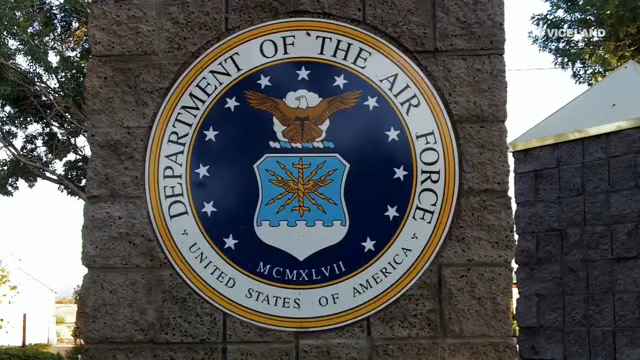 VICELAND
DEPARTMENT OF THE AIR FORCE
MCMXLVII
UNITED STATES OF AMERICA